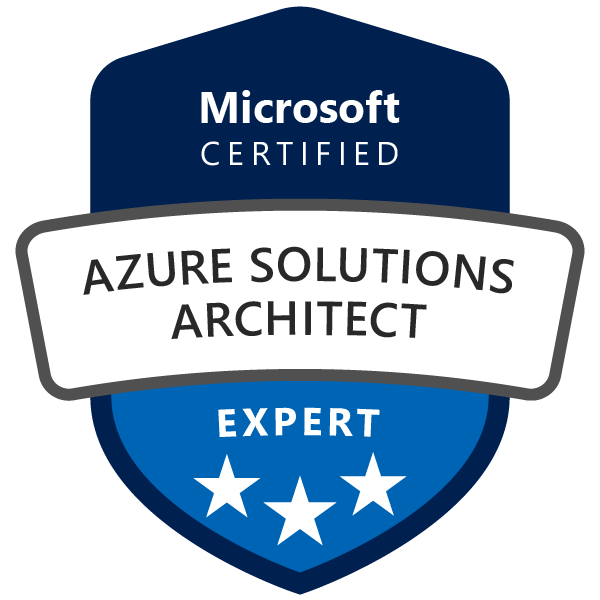 Microsoft
CERTIFIED
AZURE SOLUTIONS
ARCHITECT
EXPERT